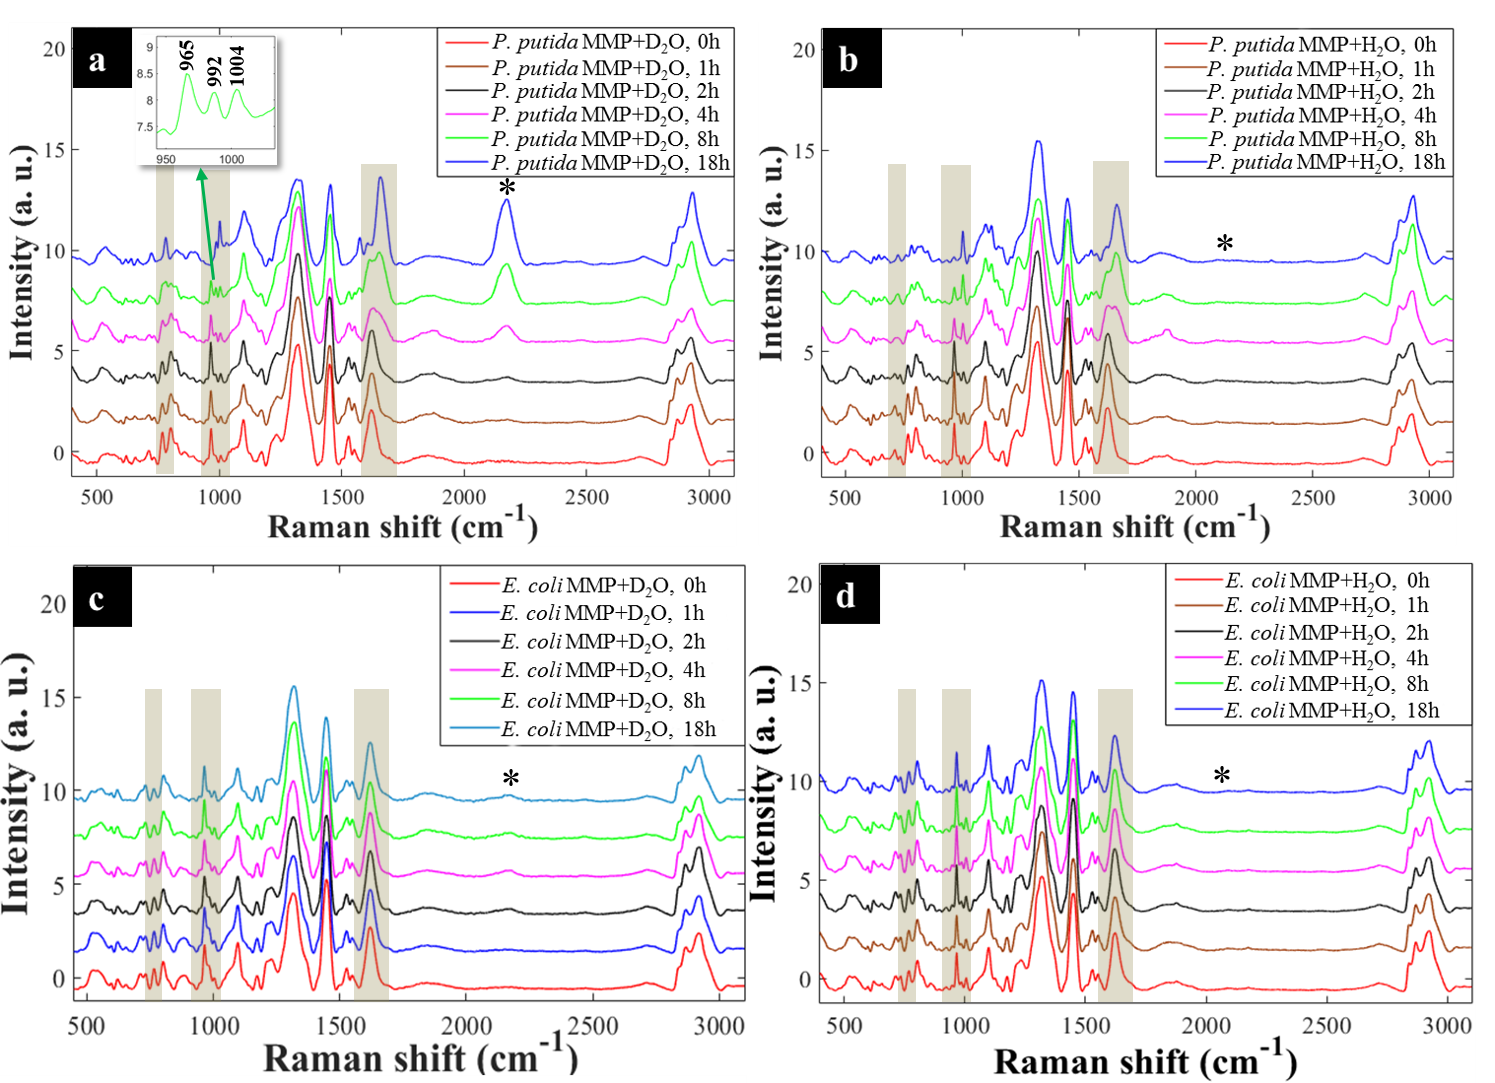 a
965
992
1004
9
8.5
8
7.5
950 1000
P. putida MMP+D₂O, 0h
P. putida MMP+D₂O, 1h
P. putida MMP+D₂O, 2h
P. putida MMP+D₂O, 4h
P. putida MMP+D₂O, 8h
P. putida MMP+D₂O, 18h
*
20
15
10
5
0
Intensity (a. u.)
500 1000 1500 2000 2500 3000
Raman shift (cm⁻¹)
b
P. putida MMP+H₂O, 0h
P. putida MMP+H₂O, 1h
P. putida MMP+H₂O, 2h
P. putida MMP+H₂O, 4h
P. putida MMP+H₂O, 8h
P. putida MMP+H₂O, 18h
*
20
15
10
5
0
Intensity (a. u.)
500 1000 1500 2000 2500 3000
Raman shift (cm⁻¹)
c
E. coli MMP+D₂O, 0h
E. coli MMP+D₂O, 1h
E. coli MMP+D₂O, 2h
E. coli MMP+D₂O, 4h
E. coli MMP+D₂O, 8h
E. coli MMP+D₂O, 18h
*
20
15
10
5
0
Intensity (a. u.)
500 1000 1500 2000 2500 3000
Raman shift (cm⁻¹)
d
E. coli MMP+H₂O, 0h
E. coli MMP+H₂O, 1h
E. coli MMP+H₂O, 2h
E. coli MMP+H₂O, 4h
E. coli MMP+H₂O, 8h
E. coli MMP+H₂O, 18h
*
20
15
10
5
0
Intensity (a. u.)
500 1000 1500 2000 2500 3000
Raman shift (cm⁻¹)